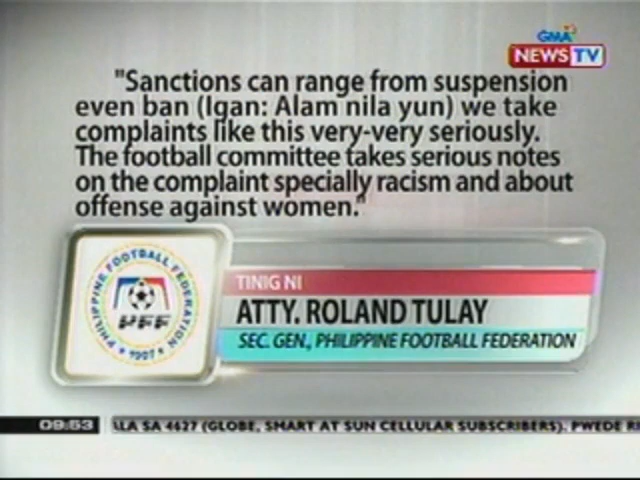 GMA
NEWS TV
"Sanctions can range from suspension
even ban (Igan: Alam nila yun) we take
complaints like this very-very seriously.
The football committee takes serious notes
on the complaint specially racism and about
offense against women."
PHILIPPINE FOOTBALL FEDERATION
PFF
1907
TINIG NI
ATTY. ROLAND TULAY
SEC. GEN., PHILIPPINE FOOTBALL FEDERATION
09:53
ALA SA 4627 (GLOBE, SMART AT SUN CELLULAR SUBSCRIBERS). PWEDE